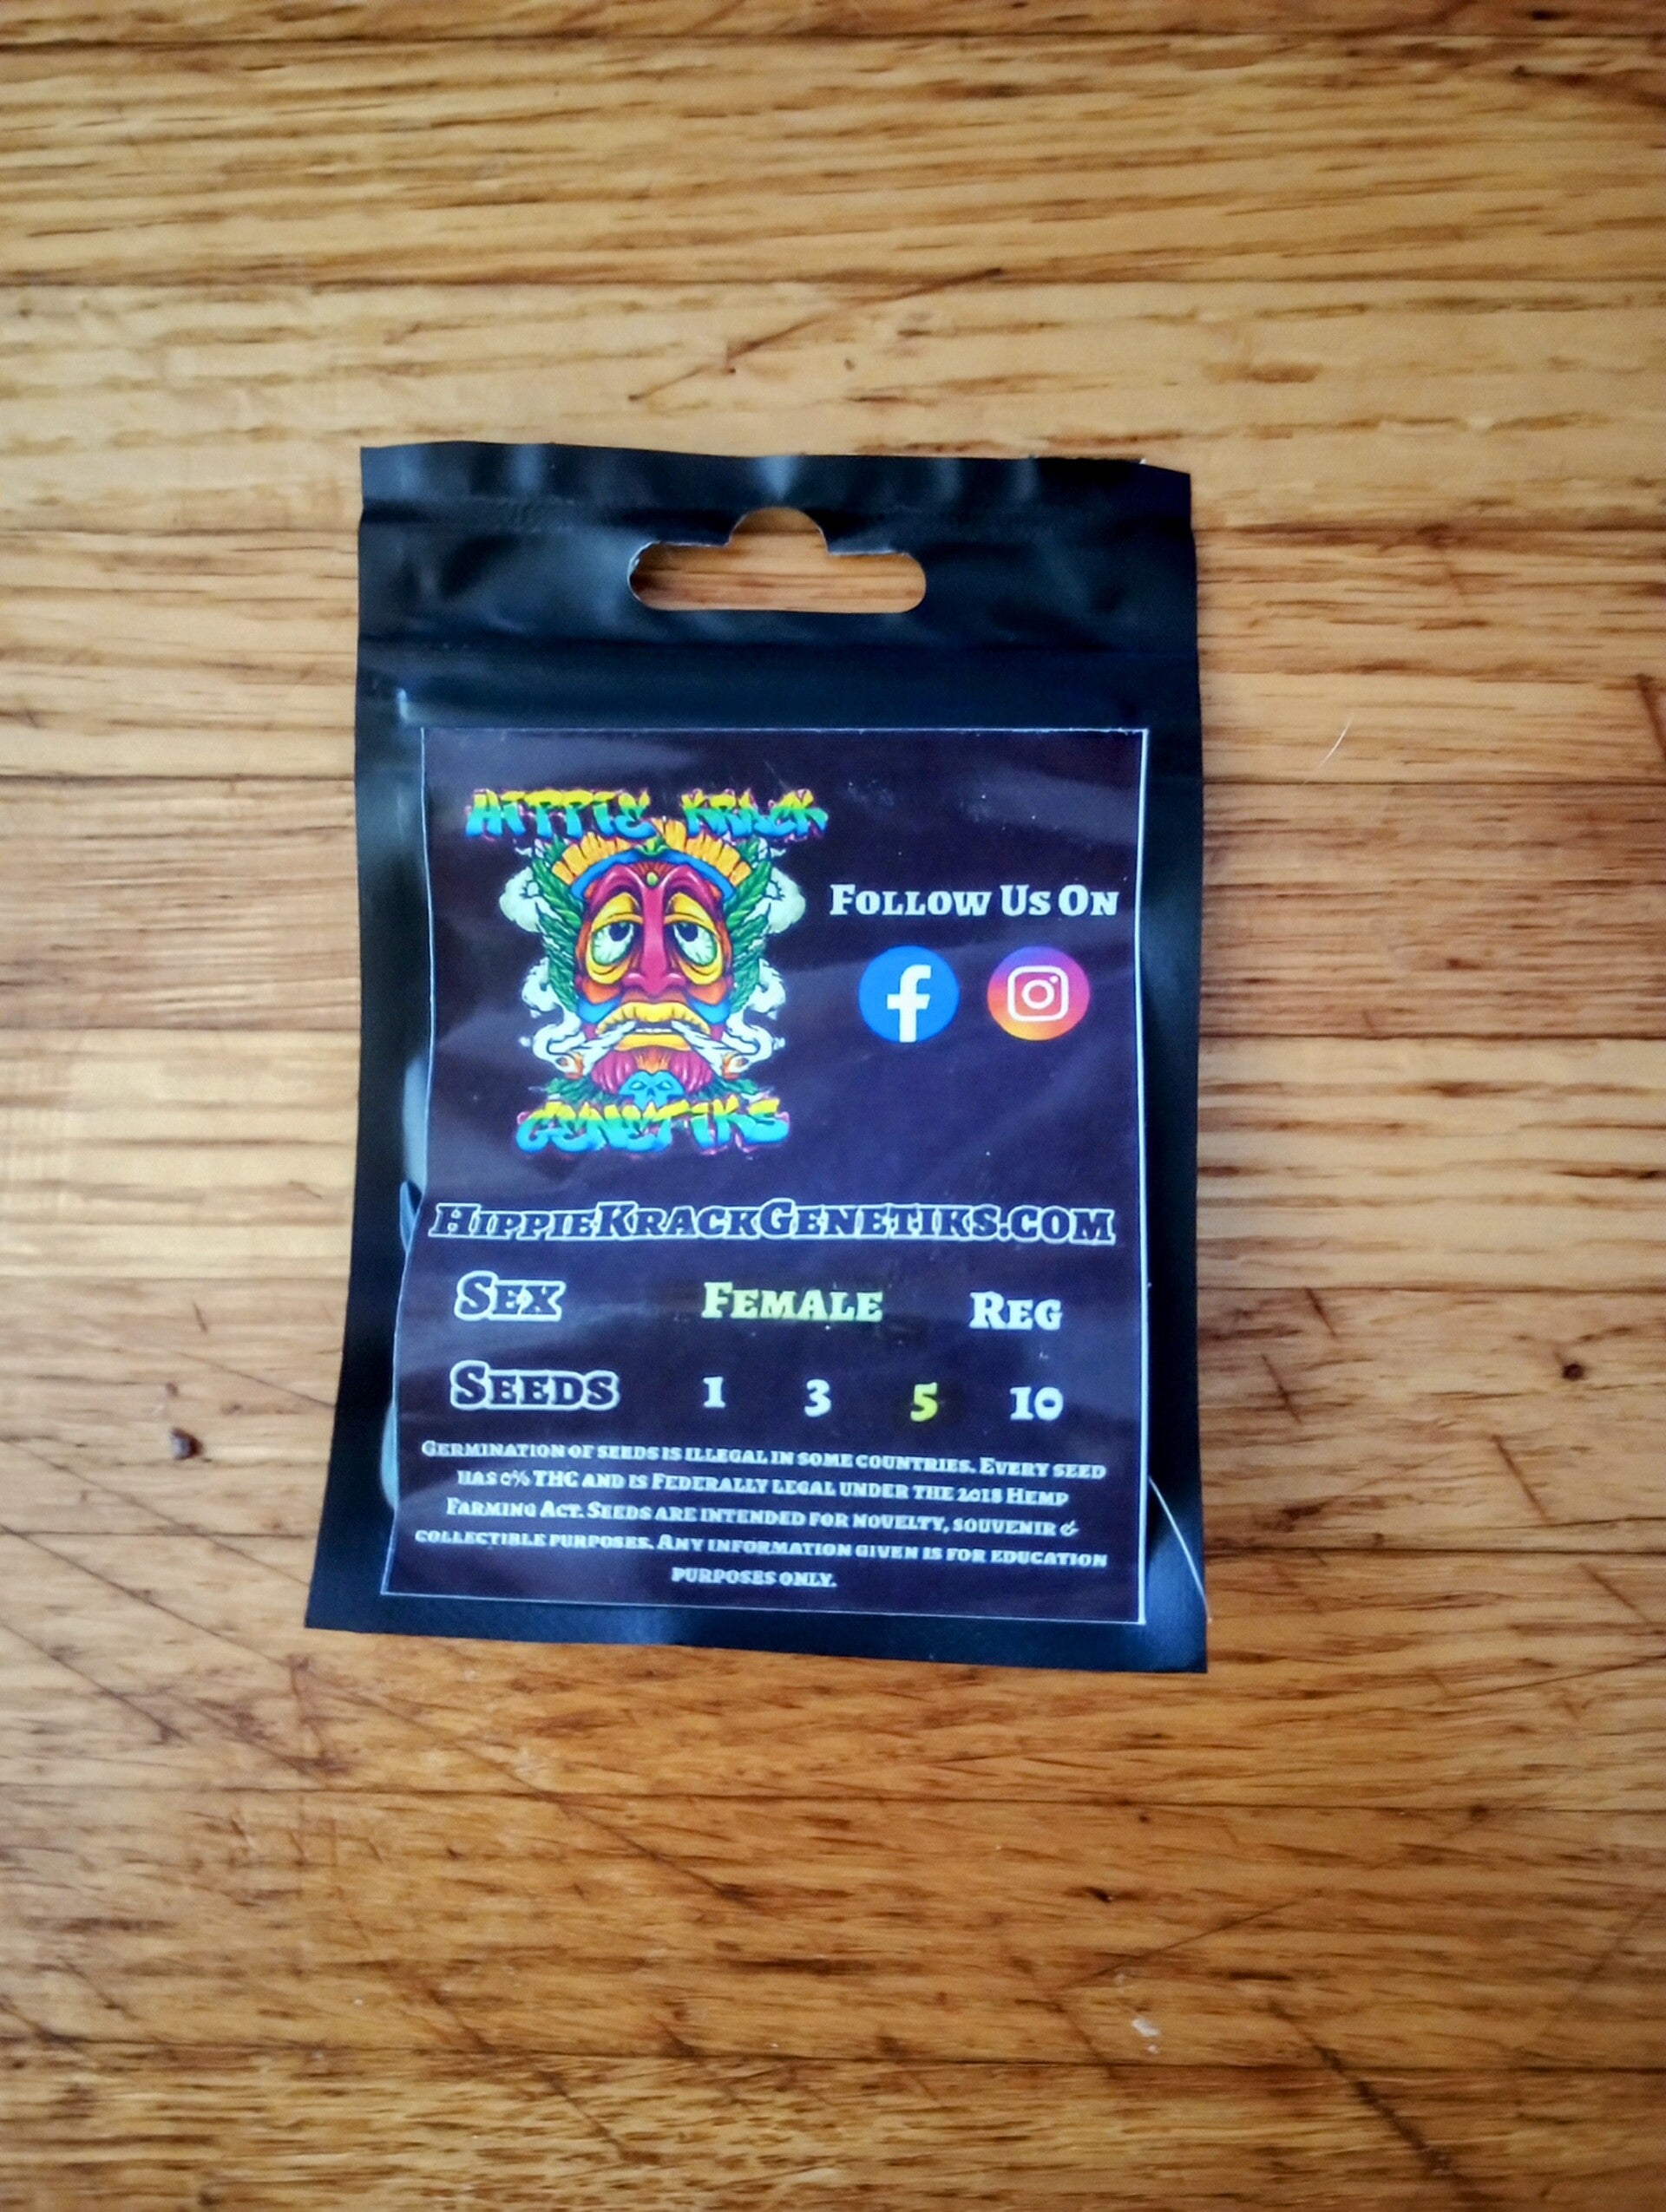 HIPPIE KRACK
GENETIKS
FOLLOW US ON
HIPPIEKRACKGENETIKS.COM
SEX FEMALE REG
SEEDS 1 3 5 10
GERMINATION OF SEEDS IS ILLEGAL IN SOME COUNTRIES. EVERY SEED
HAS 0% THC AND IS FEDERALLY LEGAL UNDER THE 2018 HEMP
FARMING ACT. SEEDS ARE INTENDED FOR NOVELTY, SOUVENIR &
COLLECTIBLE PURPOSES. ANY INFORMATION GIVEN IS FOR EDUCATION
PURPOSES ONLY.